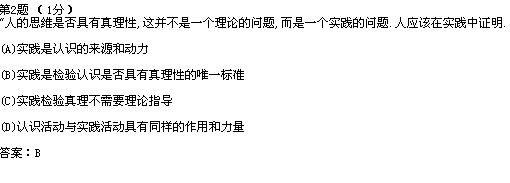 第2题 （ 1分 ）
“人的思维是否具有真理性, 这并不是一个理论的问题, 而是一个实践的问题. 人应该在实践中证明.
(A)实践是认识的来源和动力
(B)实践是检验认识是否具有真理性的唯一标准
(C)实践检验真理不需要理论指导
(D)认识活动与实践活动具有同样的作用和力量
答案：B